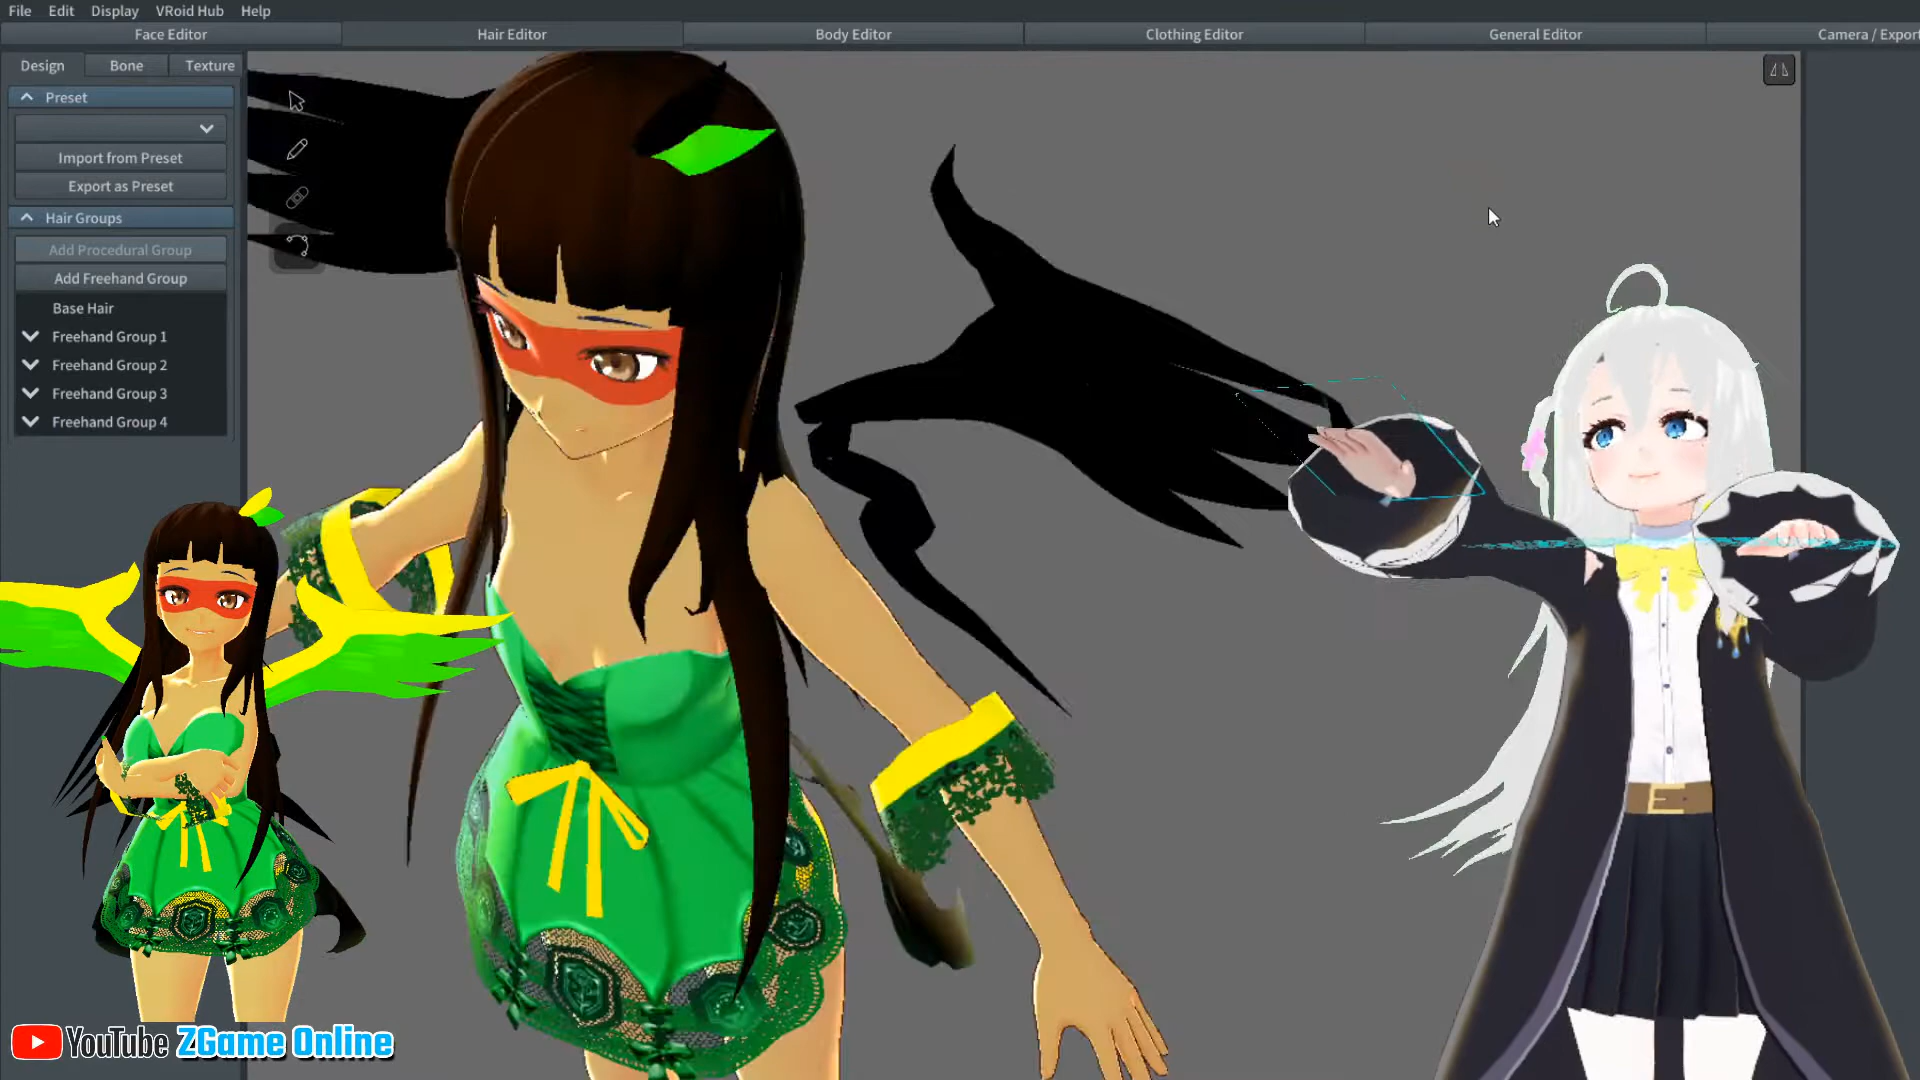 File Edit Display VRoid Hub Help
Face Editor Hair Editor Body Editor Clothing Editor General Editor Camera / Export
Design Bone Texture
Preset
Import from Preset
Export as Preset
Hair Groups
Add Procedural Group
Add Freehand Group
Base Hair
Freehand Group 1
Freehand Group 2
Freehand Group 3
Freehand Group 4
YouTube ZGame Online